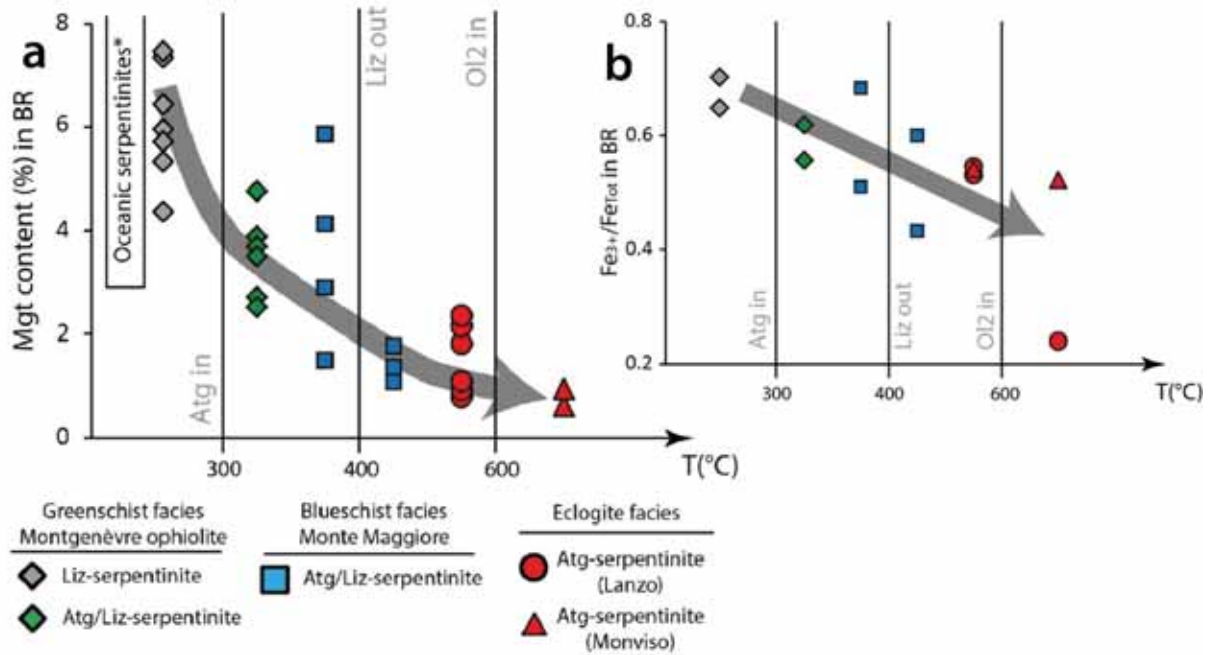 a
Mgt content (%) in BR
8
6
4
2
0
Oceanic serpentinites*
Atg in
Liz out
Ol2 in
300
400
600
T(°C)
b
Fe3+/FeTot in BR
0.8
0.6
0.4
0.2
Atg in
Liz out
Ol2 in
300
400
600
T(°C)
Greenschist facies
Montgenèvre ophiolite
Liz-serpentinite
Atg/Liz-serpentinite
Blueschist facies
Monte Maggiore
Atg/Liz-serpentinite
Eclogite facies
Atg-serpentinite
(Lanzo)
Atg-serpentinite
(Monviso)